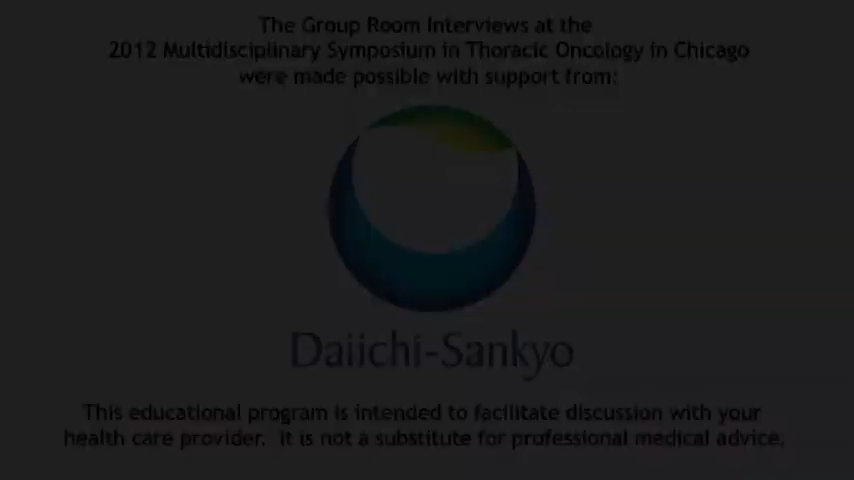 The Group Room Interviews at the
2012 Multidisciplinary Symposium in Thoracic Oncology in Chicago
were made possible with support from:
Daiichi-Sankyo
This educational program is intended to facilitate discussion with your
health care provider. It is not a substitute for professional medical advice.